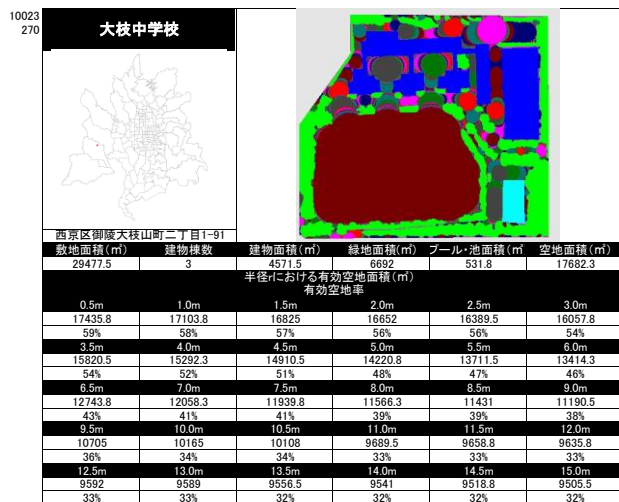 10023
270
大枝中学校
西京区御陵大枝山町二丁目1-91
敷地面積(㎡) 建物棟数 建物面積(㎡) 緑地面積(㎡) プール・池面積(㎡ 空地面積(㎡)
29477.5 3 4571.5 6692 531.8 17682.3
半径rにおける有効空地面積(㎡)
有効空地率
0.5m 1.0m 1.5m 2.0m 2.5m 3.0m
17435.8 17103.8 16825 16652 16389.5 16057.8
59% 58% 57% 56% 56% 54%
3.5m 4.0m 4.5m 5.0m 5.5m 6.0m
15820.5 15292.3 14910.5 14220.8 13711.5 13414.3
54% 52% 51% 48% 47% 46%
6.5m 7.0m 7.5m 8.0m 8.5m 9.0m
12743.8 12058.3 11939.8 11566.3 11431 11190.5
43% 41% 41% 39% 39% 38%
9.5m 10.0m 10.5m 11.0m 11.5m 12.0m
10705 10165 10108 9689.5 9658.8 9635.8
36% 34% 34% 33% 33% 33%
12.5m 13.0m 13.5m 14.0m 14.5m 15.0m
9592 9589 9556.5 9541 9518.8 9505.5
33% 33% 32% 32% 32% 32%